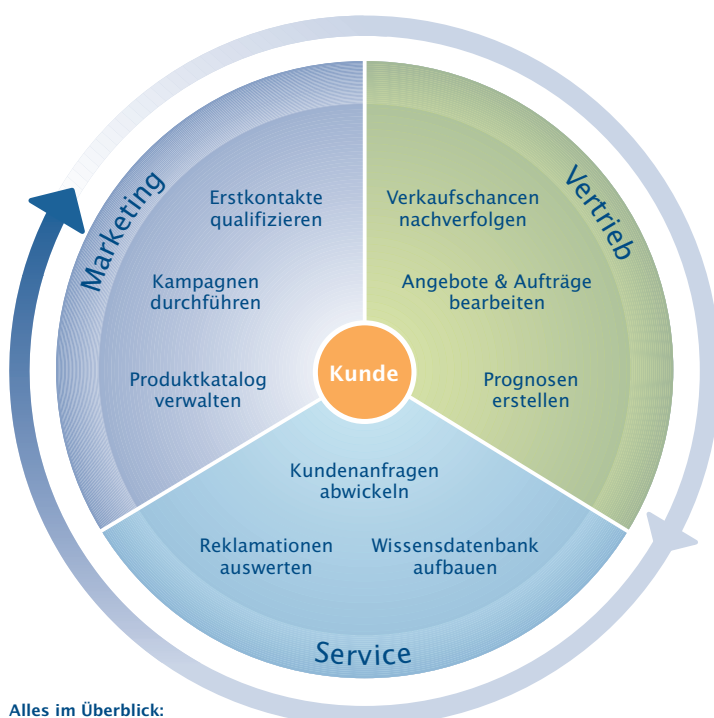 Marketing
Erstkontakte
qualifizieren
Kampagnen
durchführen
Produktkatalog
verwalten
Vertrieb
Verkaufschancen
nachverfolgen
Angebote & Aufträge
bearbeiten
Prognosen
erstellen
Kunde
Kundenanfragen
abwickeln
Reklamationen
auswerten
Wissensdatenbank
aufbauen
Service
Alles im Überblick: